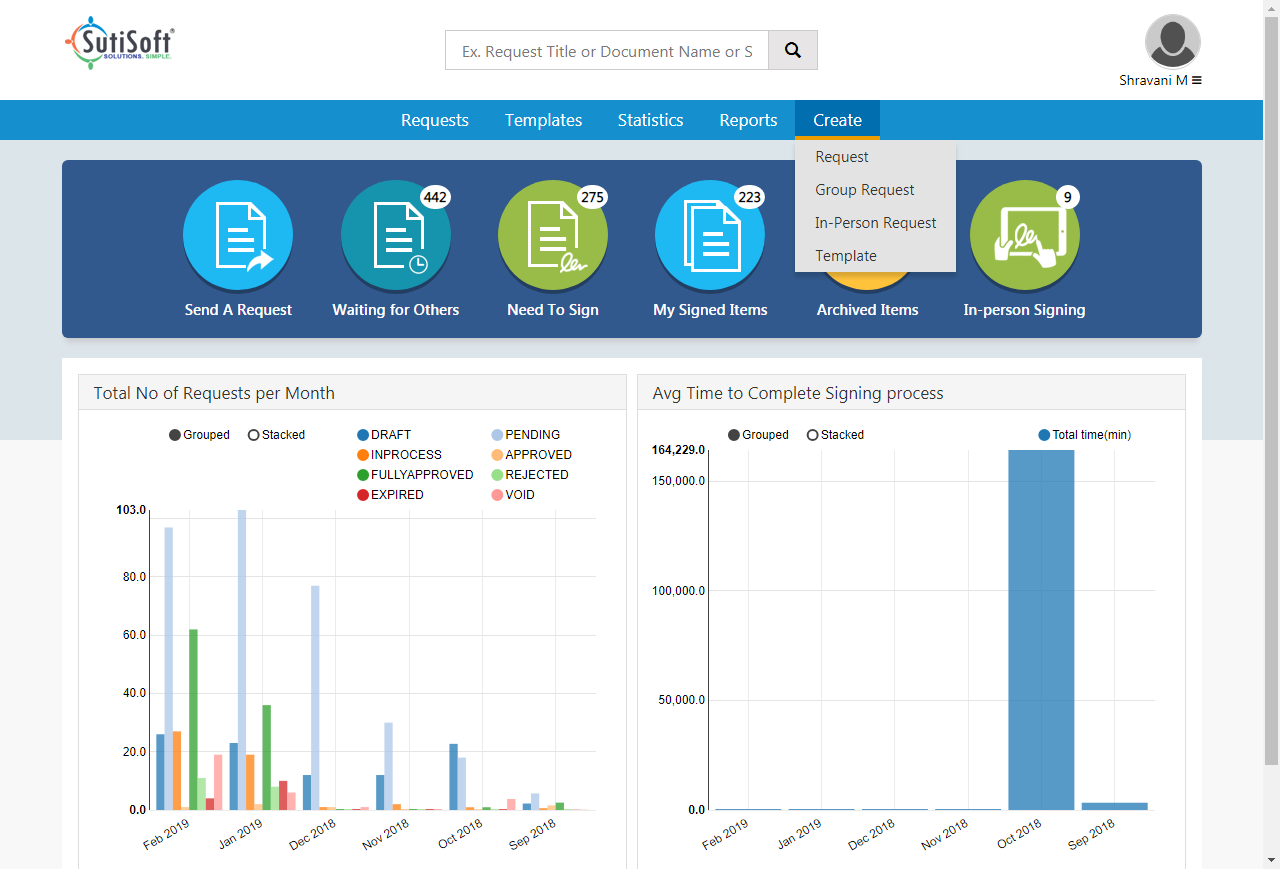 SutiSoft®
SOLUTIONS. SIMPLE.
Ex. Request Title or Document Name or S
Shravani M
Requests
Templates
Statistics
Reports
Create
Request
Group Request
In-Person Request
Template
442
275
223
9
Send A Request
Waiting for Others
Need To Sign
My Signed Items
Archived Items
In-person Signing
Total No of Requests per Month
Grouped
Stacked
DRAFT
PENDING
INPROCESS
APPROVED
FULLYAPPROVED
REJECTED
EXPIRED
VOID
103.0
80.0
60.0
40.0
20.0
0.0
Feb 2019
Jan 2019
Dec 2018
Nov 2018
Oct 2018
Sep 2018
Avg Time to Complete Signing process
Grouped
Stacked
Total time(min)
164,229.0
150,000.0
100,000.0
50,000.0
0.0
Feb 2019
Jan 2019
Dec 2018
Nov 2018
Oct 2018
Sep 2018